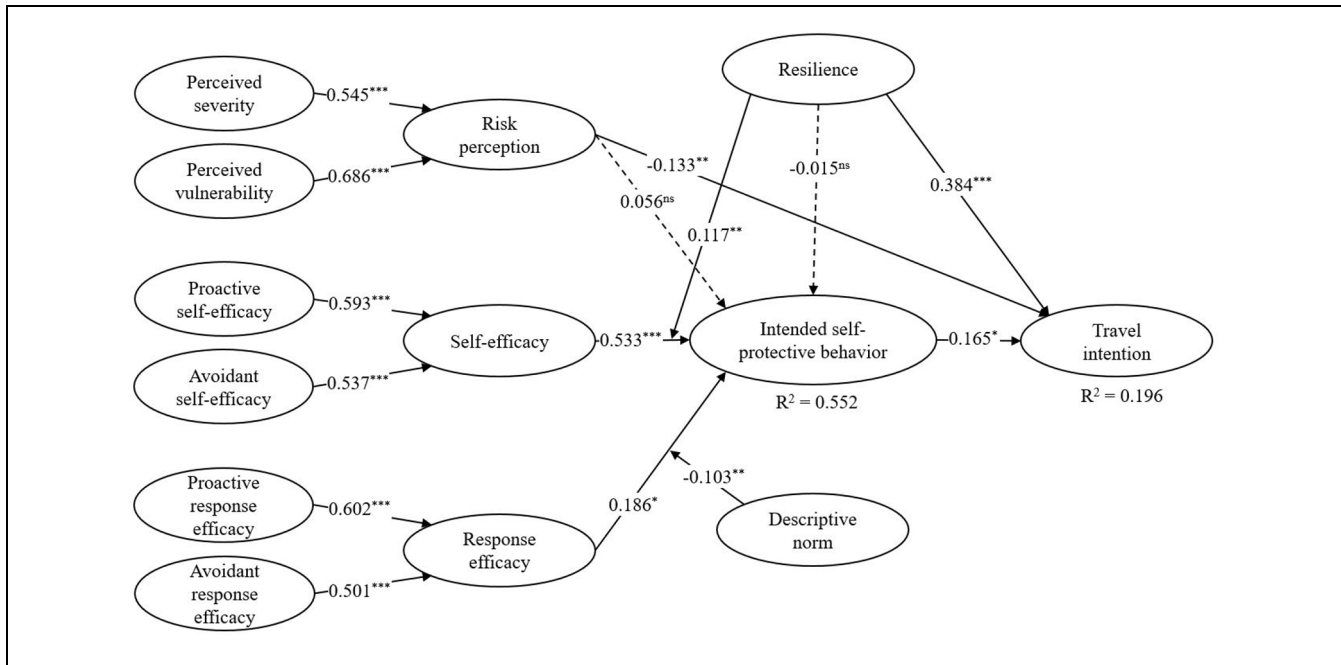 Perceived
severity
0.545***
Perceived
vulnerability
0.686***
Risk
perception
Resilience
-0.133**
0.056ns
-0.015ns
0.384***
0.117**
Proactive
self-efficacy
0.593***
Avoidant
self-efficacy
0.537***
Self-efficacy
0.533***
Intended self-
protective behavior
R² = 0.552
-0.165*
Travel
intention
R² = 0.196
Proactive
response
efficacy
0.602***
Avoidant
response
efficacy
0.501***
Response
efficacy
0.186*
-0.103**
Descriptive
norm